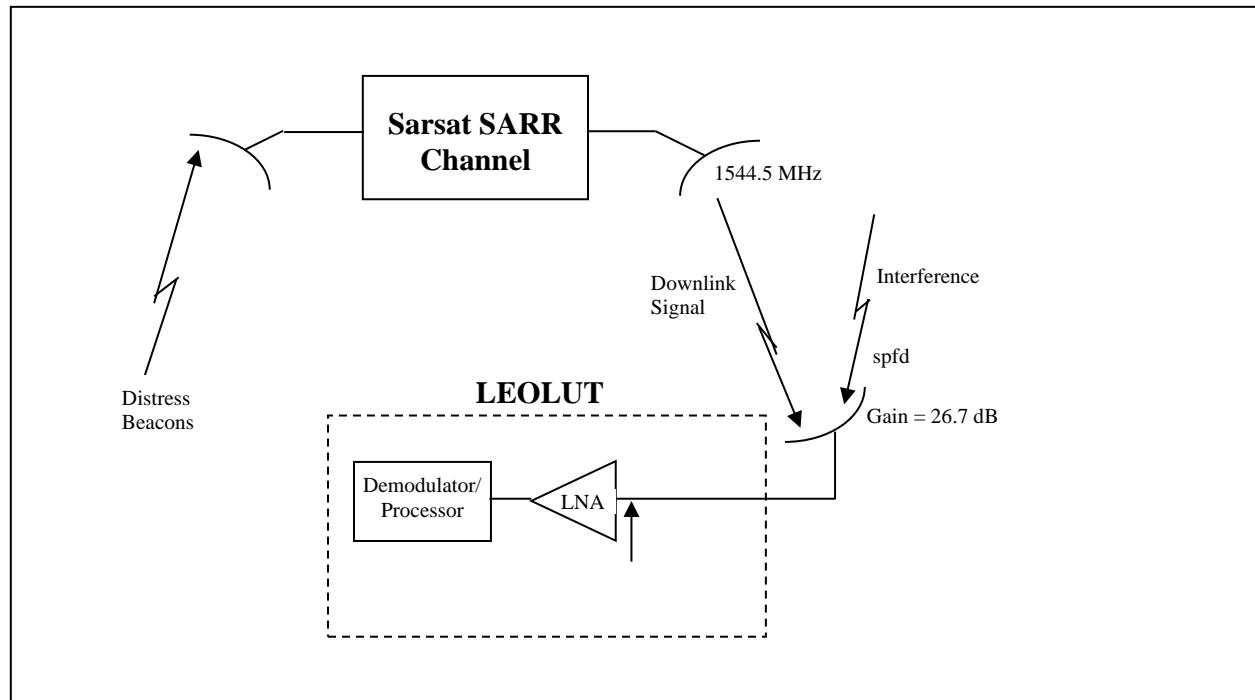 Sarsat SARR
Channel
1544.5 MHz
Downlink
Signal
Interference
spfd
Distress
Beacons
LEOLUT
Gain = 26.7 dB
Demodulator/
Processor
LNA